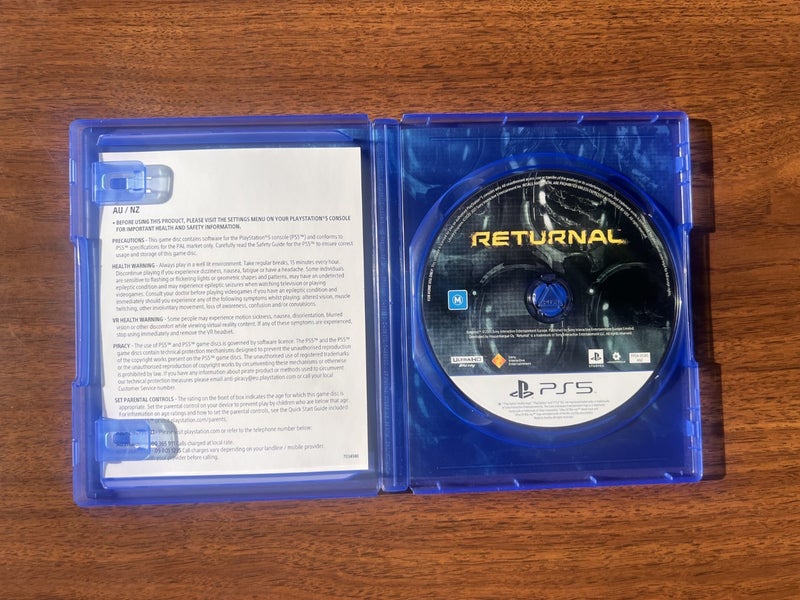 AU / NZ
• BEFORE USING THIS PRODUCT, PLEASE VISIT THE SETTINGS MENU ON YOUR PLAYSTATION®5 CONSOLE
FOR IMPORTANT HEALTH AND SAFETY INFORMATION.
PRECAUTIONS - This game disc contains software for the PlayStation®5 console (PS5™) and conforms to
PS5™ specifications for the PAL market only. Carefully read the Safety Guide for the PS5™ to ensure correct
usage and storage of this game disc.
HEALTH WARNING - Always play in a well lit environment. Take regular breaks, 15 minutes every hour.
Discontinue playing if you experience dizziness, nausea, fatigue or have a headache. Some individuals
are sensitive to flashing or flickering lights or geometric shapes and patterns, may have an undetected
epileptic condition and may experience epileptic seizures when watching television or playing
videogames. Consult your doctor before playing videogames if you have an epileptic condition and
immediately should you experience any of the following symptoms whilst playing: altered vision, muscle
twitching, other involuntary movement, loss of awareness, confusion and/or convulsions.
VR HEALTH WARNING - Some people may experience motion sickness, nausea, disorientation, blurred
vision or other discomfort while viewing virtual reality content. If any of these symptoms are experienced,
stop using immediately and remove the VR headset.
PIRACY - The use of PS5™ and PS5™ game discs is governed by software licence. The PS5™ and the PS5™
game discs contain technical protection mechanisms designed to prevent the unauthorised reproduction
of the copyright works present on the PS5™ game discs. The unauthorised use of registered trademarks
or the unauthorised reproduction of copyright works by circumventing these mechanisms or otherwise
is prohibited by law. If you have any information about pirate product or methods used to circumvent
our technical protection measures please email anti-piracy@eu.playstation.com or call your local
Customer Service number.
SET PARENTAL CONTROLS - The rating on the front of box indicates the age for which this game disc is
appropriate. Set the parental control on your device to prevent play by children who are below that age.
For information on age ratings and how to set the parental controls, see the Quick Start Guide included
playstation.com/parents.
visit playstation.com or refer to the telephone number below:
Calls charged at local rate.
Call charges vary depending on your landline / mobile provider.
provider before calling.
7034980
RETURNAL
M
ULTRA HD
Blu-ray
Sony
Interactive
Entertainment
PlayStation
STUDIOS
PS5